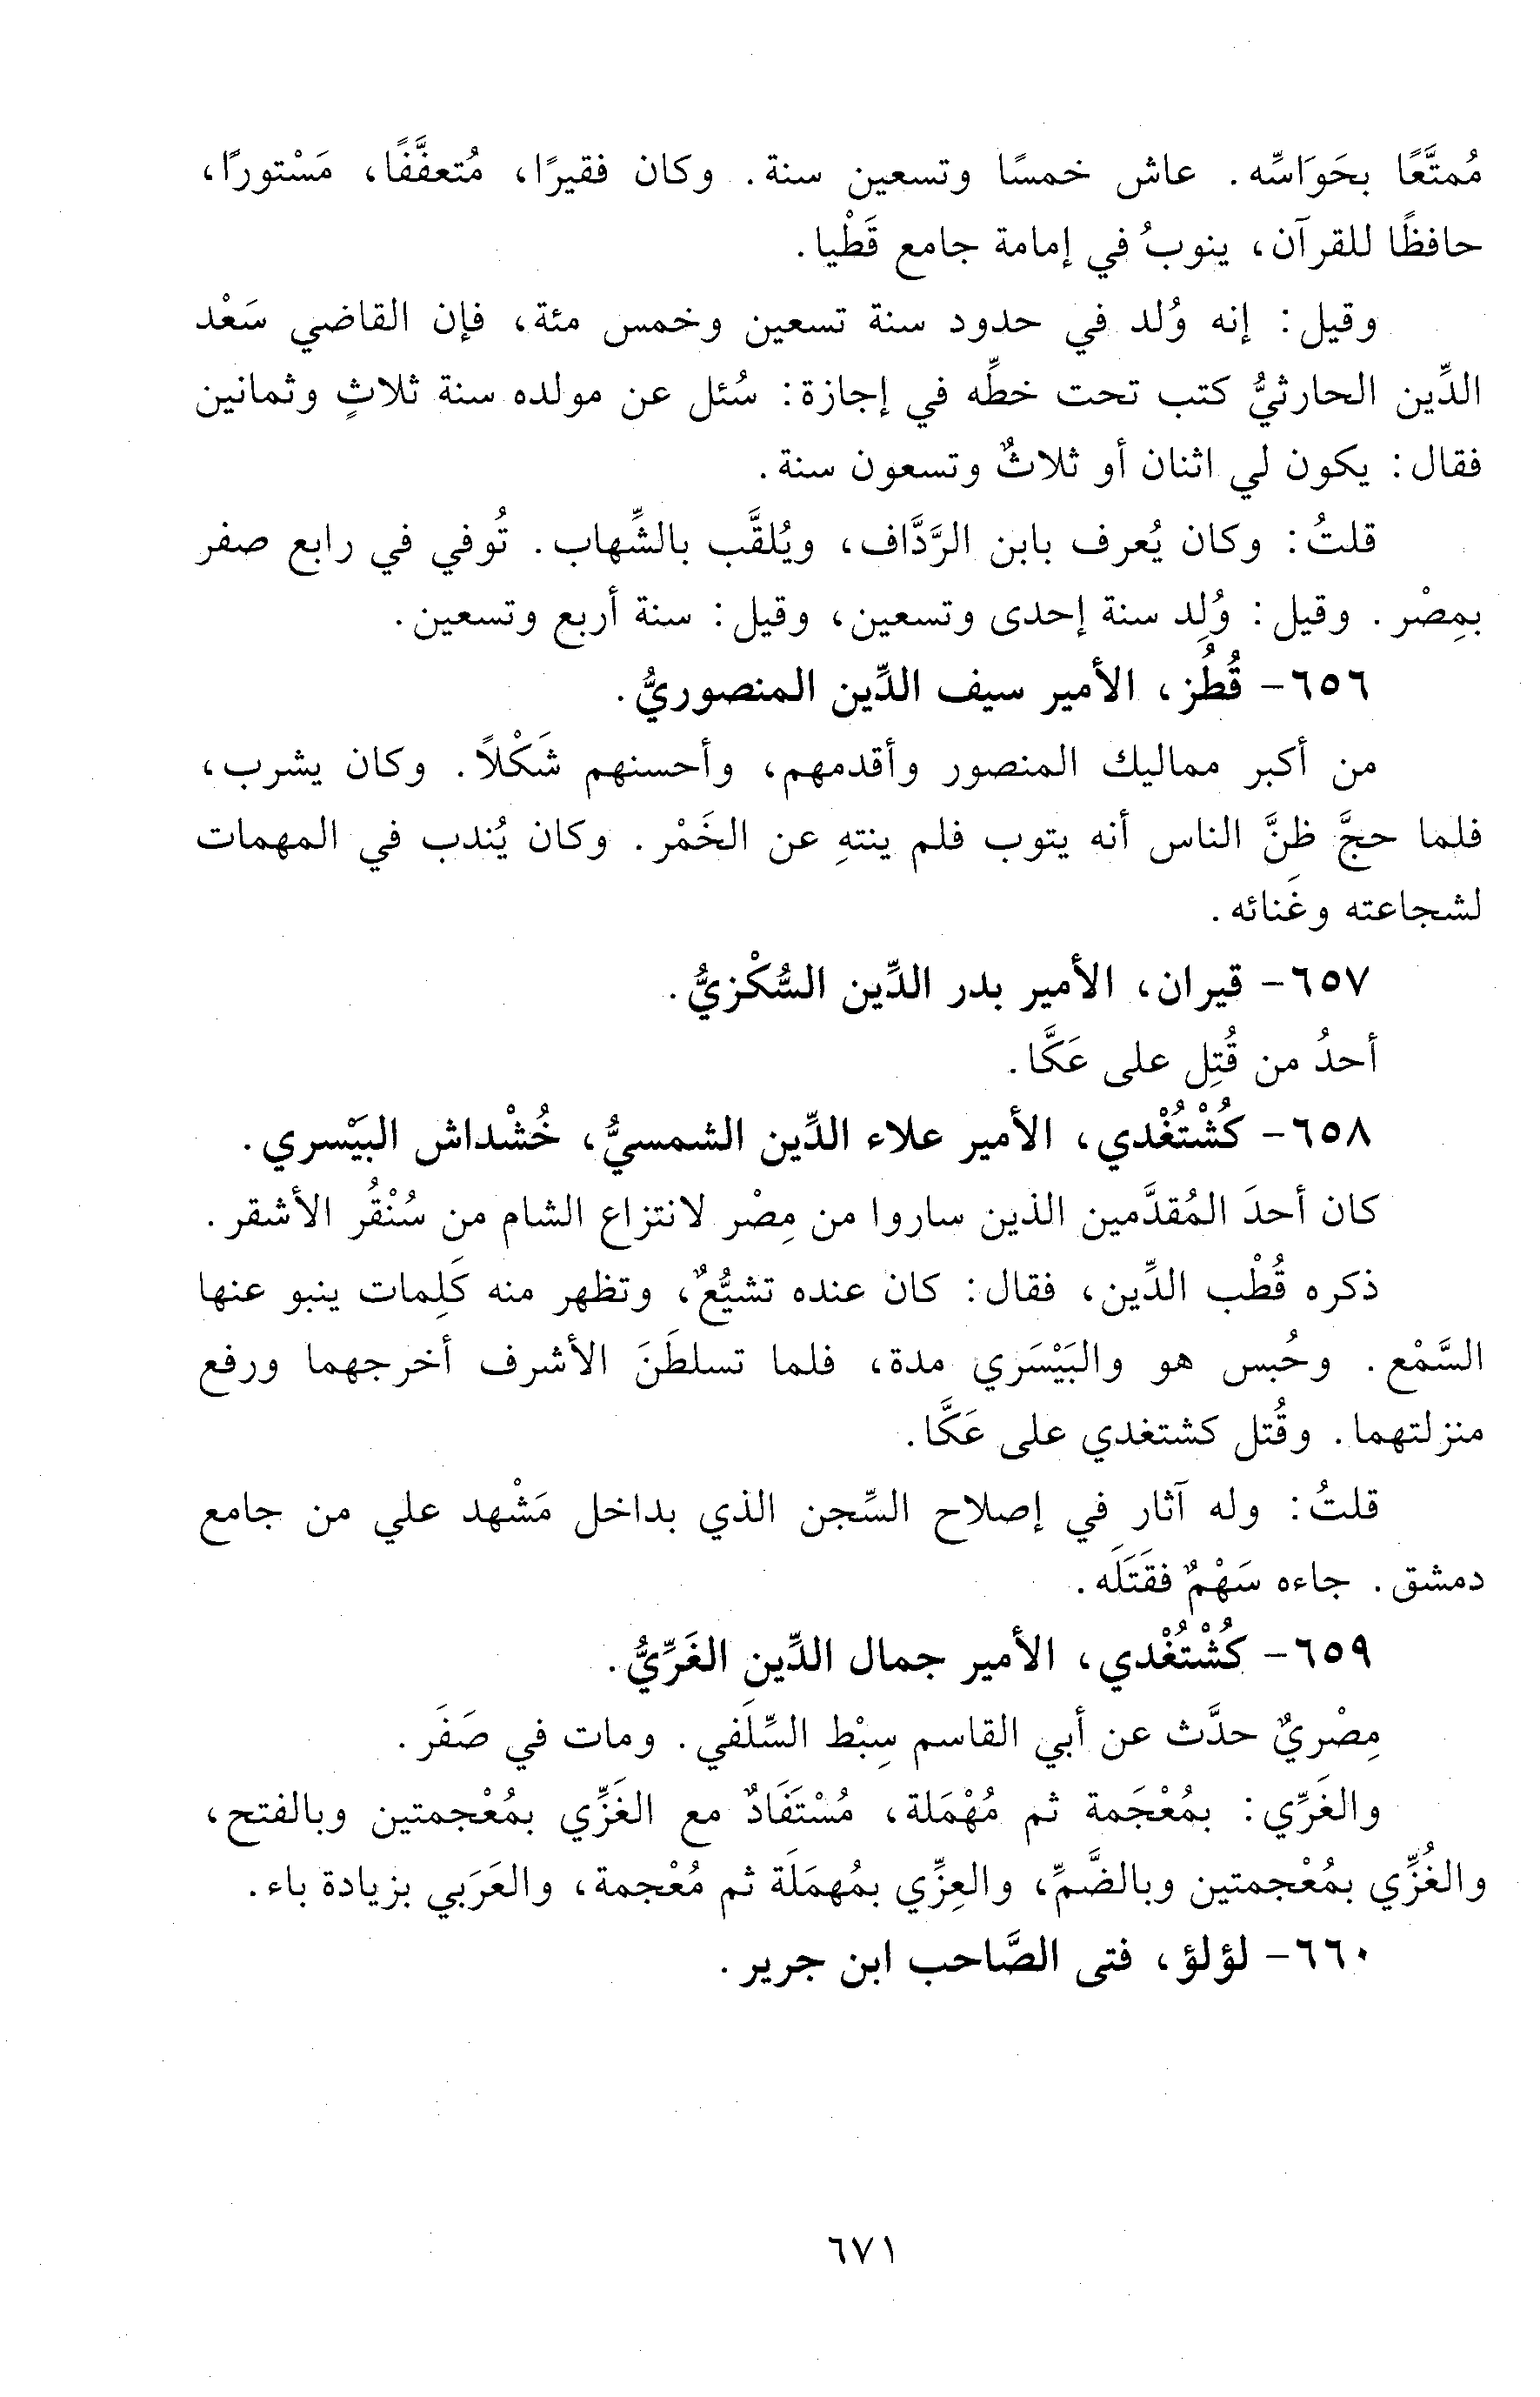 مُمتَّعًا بحَوَاسِّه. عاش خمسًا وتسعين سنة. وكان فقيرًا، مُتعفَّفًا، مَسْتورًا،
حافظًا للقرآن، ينوبُ في إمامة جامع قَطْيا.
وقيل: إنه وُلد في حدود سنة تسعين وخمس مئة، فإن القاضي سَعْد
الدِّين الحارثيُّ كتب تحت خطِّه في إجازة: سُئل عن مولده سنة ثلاثٍ وثمانين
فقال: يكون لي اثنان أو ثلاثٌ وتسعون سنة.
قلتُ: وكان يُعرف بابن الرَّدَّاف، ويُلقَّب بالشِّهاب. تُوفي في رابع صفر
بمِصْر. وقيل: وُلِد سنة إحدى وتسعين، وقيل: سنة أربع وتسعين.
٦٥٦- قُطُز، الأمير سيف الدِّين المنصوريُّ.
من أكبر مماليك المنصور وأقدمهم، وأحسنهم شَكْلاً. وكان يشرب،
فلما حجَّ ظنَّ الناس أنه يتوب فلم ينتهِ عن الخَمْر. وكان يُندب في المهمات
لشجاعته وغَنائه.
٦٥٧- قيران، الأمير بدر الدِّين السُّكْزيُّ.
أحدُ من قُتِل على عَكَّا.
٦٥٨- كُشْتُغْدي، الأمير علاء الدِّين الشمسيُّ، خُشْداش البَيْسري.
كان أحدَ المُقدَّمين الذين ساروا من مِصْر لانتزاع الشام من سُنْقُر الأشقر.
ذكره قُطْب الدِّين، فقال: كان عنده تشيُّعٌ، وتظهر منه كَلِمات ينبو عنها
السَّمْع. وحُبس هو والبَيْسَري مدة، فلما تسلطَنَ الأشرف أخرجهما ورفع
منزلتهما. وقُتل كشتغدي على عَكَّا.
قلتُ: وله آثار في إصلاح السِّجن الذي بداخل مَشْهد علي من جامع
دمشق. جاءه سَهْمٌ فقَتَلَه.
٦٥٩- كُشْتُغْدي، الأمير جمال الدِّين الغَرِّيُّ.
مِصْريٌ حدَّث عن أبي القاسم سِبْط السِّلَفي. ومات في صَفَر.
والغَرِّي: بمُعْجَمة ثم مُهْمَلة، مُسْتَفَادٌ مع الغَزِّي بمُعْجمتين وبالفتح،
والغُزِّي بمُعْجمتين وبالضَّمِّ، والعِزِّي بمُهمَلَة ثم مُعْجمة، والعَرَبي بزيادة باء.
٦٦٠- لؤلؤ، فتى الصَّاحب ابن جرير.
٦٧١